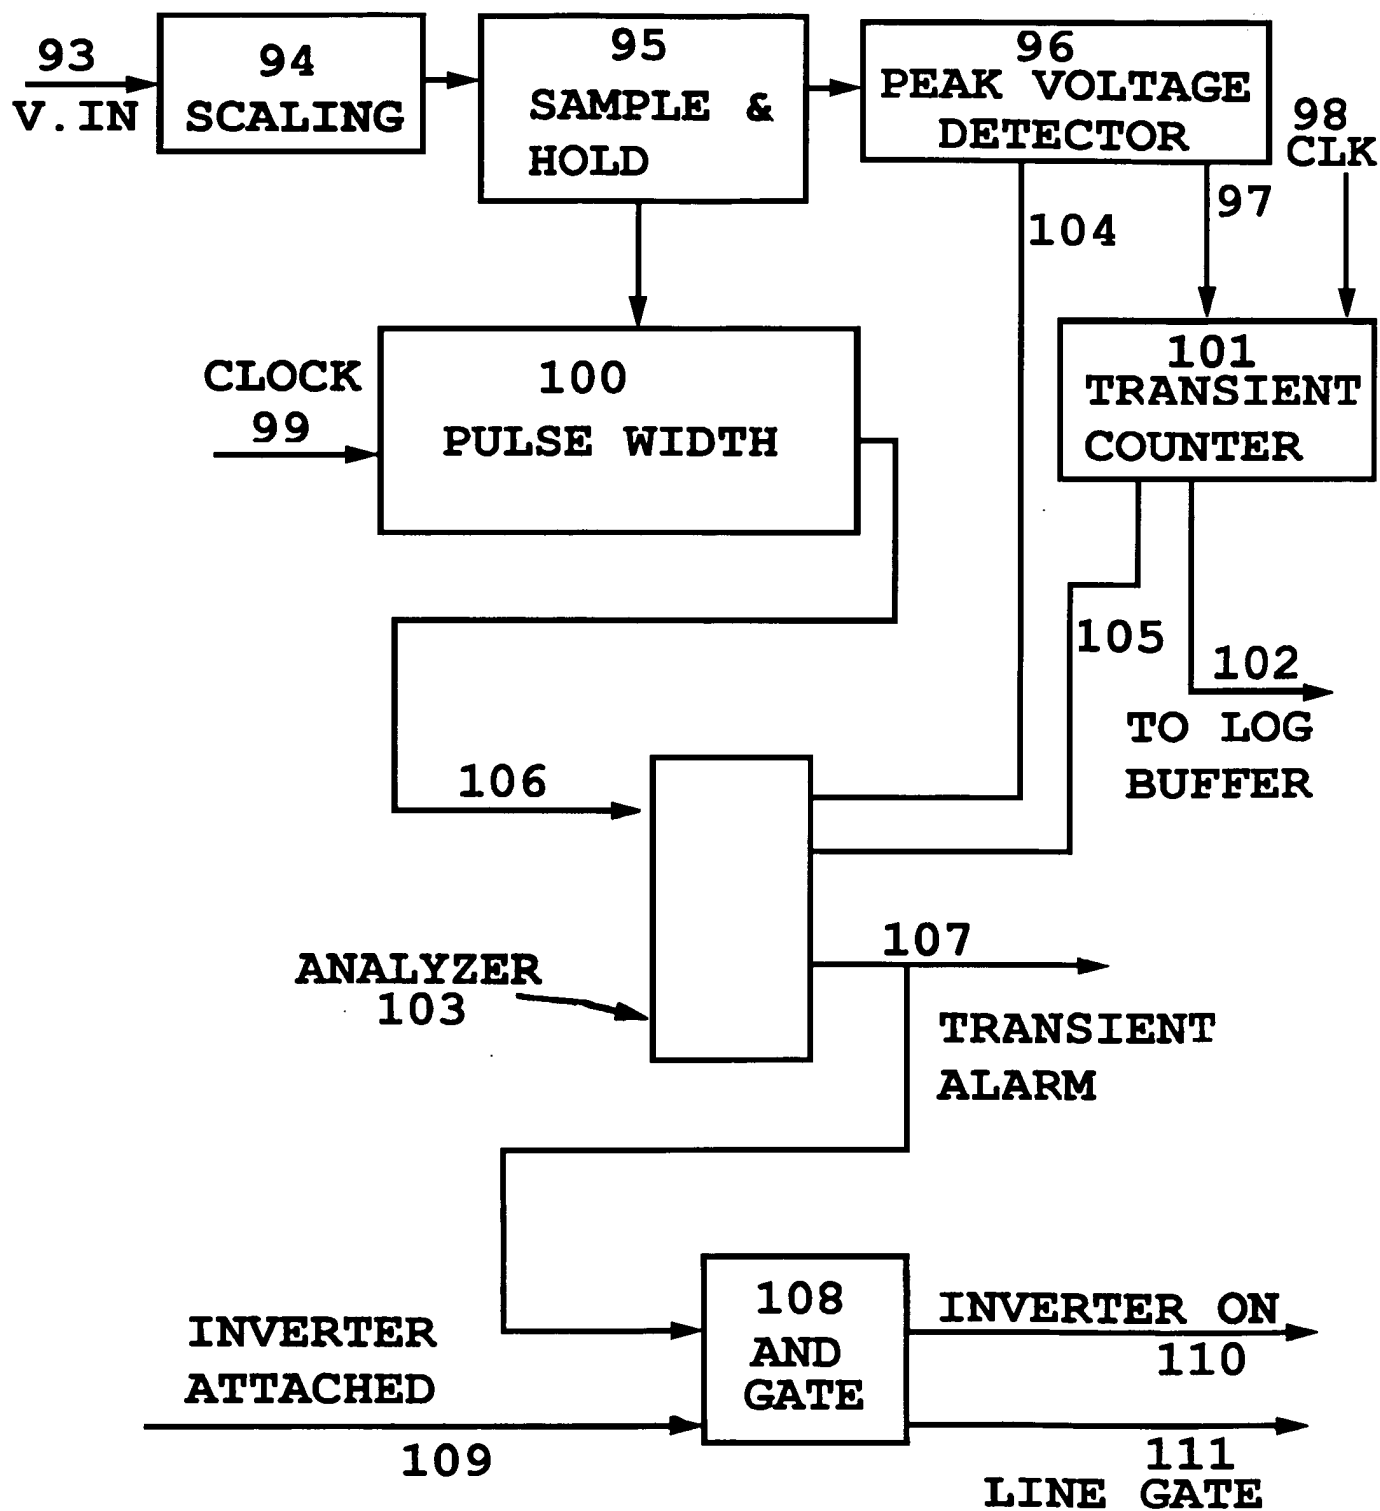 93
V.IN
94
SCALING
95
SAMPLE &
HOLD
96
PEAK VOLTAGE
DETECTOR
98
CLK
97
104
CLOCK
99
100
PULSE WIDTH
101
TRANSIENT
COUNTER
105
102
TO LOG
BUFFER
106
ANALYZER
103
107
TRANSIENT
ALARM
INVERTER
ATTACHED
109
108
AND
GATE
INVERTER ON
110
111
LINE GATE